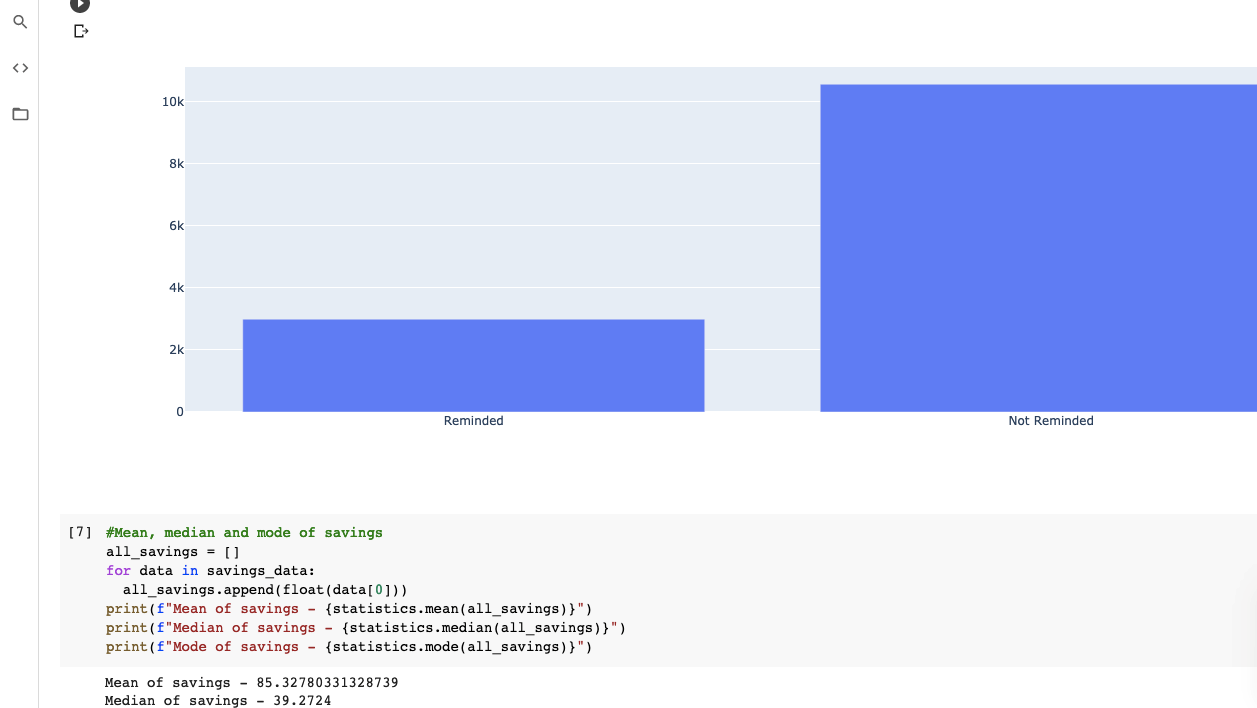 10k
8k
6k
4k
2k
0
Reminded Not Reminded
[7] #Mean, median and mode of savings
all_savings = []
for data in savings_data:
  all_savings.append(float(data[0]))
print(f"Mean of savings - {statistics.mean(all_savings)}")
print(f"Median of savings - {statistics.median(all_savings)}")
print(f"Mode of savings - {statistics.mode(all_savings)}")
Mean of savings - 85.32780331328739
Median of savings - 39.2724